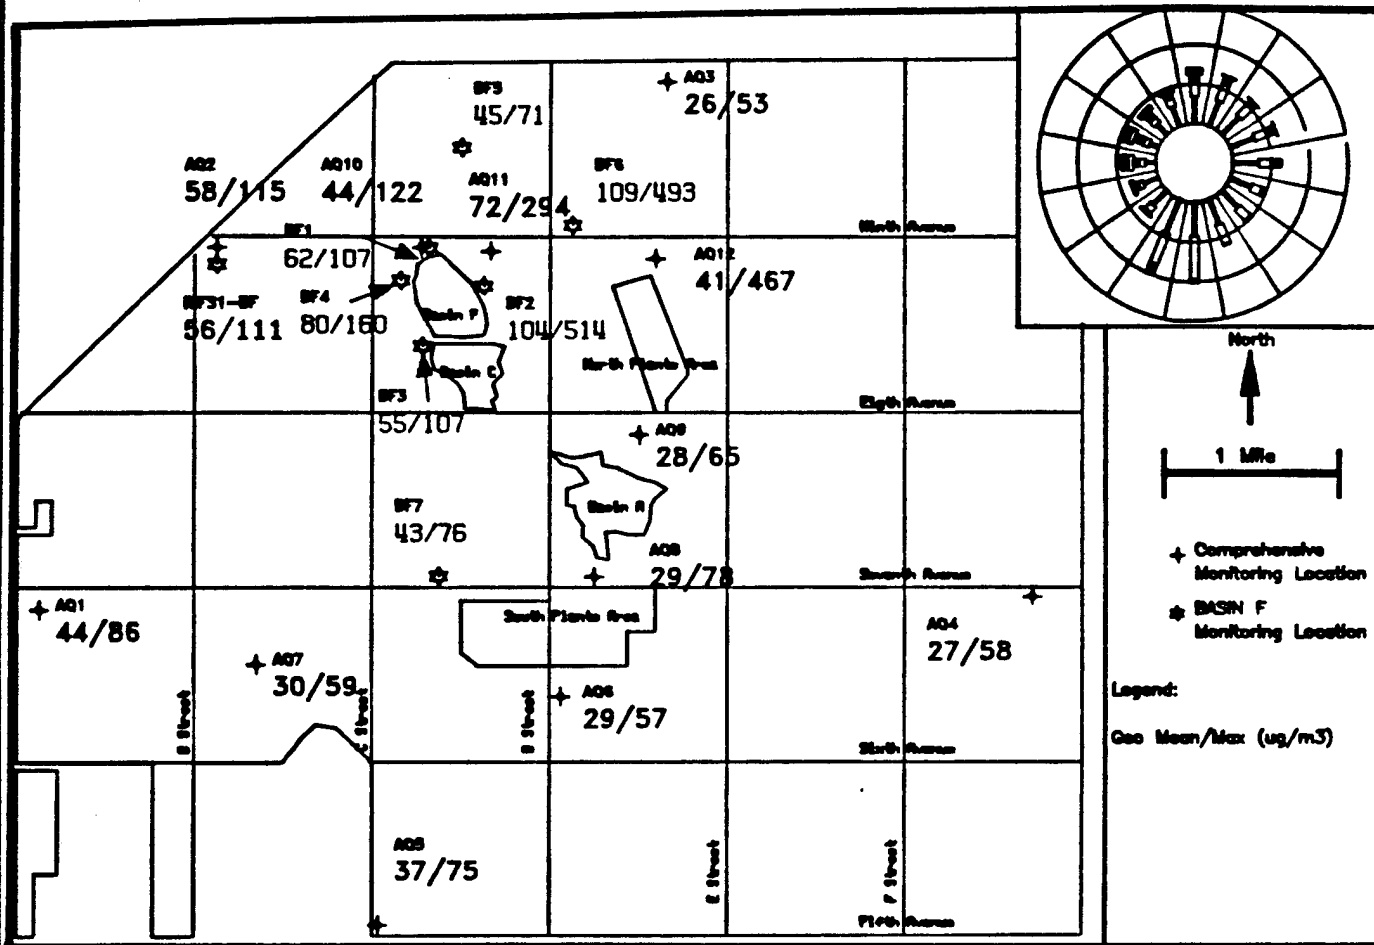 AQ3
26/53
BF5
45/71
AQ2
58/115
AQ10
44/122
AQ11
72/294
BF6
109/493
Ninth Avenue
BF1
62/107
AQ12
41/467
BF4
80/160
56/111
Basin F
BF2
104/514
North Plants Area
Basin C
BF3
55/107
Eigth Avenue
AQ9
28/65
Basin A
BF7
43/76
AQ8
29/78
Seventh Avenue
AQ1
44/86
South Plants Area
AQ4
27/58
AQ7
30/59
AQ6
29/57
B Street
C Street
D Street
Sixth Avenue
AQ5
37/75
E Street
F Street
Fifth Avenue
North
1 Mile
Comprehensive
Monitoring Location
BASIN F
Monitoring Location
Legend:
Geo Mean/Max (ug/m3)